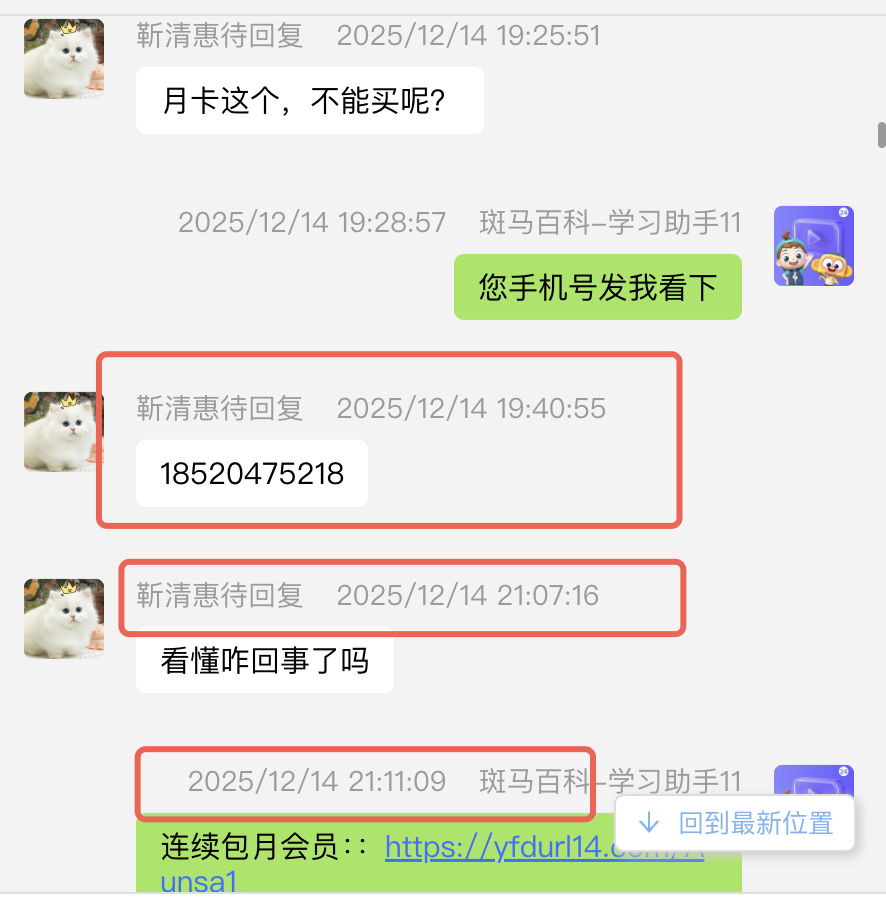 靳清惠待回复 2025/12/14 19:25:51
月卡这个，不能买呢？
2025/12/14 19:28:57 斑马百科-学习助手11
24
您手机号发我看下
靳清惠待回复 2025/12/14 19:40:55
18520475218
靳清惠待回复 2025/12/14 21:07:16
看懂咋回事了吗
2025/12/14 21:11:09 斑马百科-学习助手11
24
回到最新位置
连续包月会员：: https://yfdurl14.com/A
unsa1